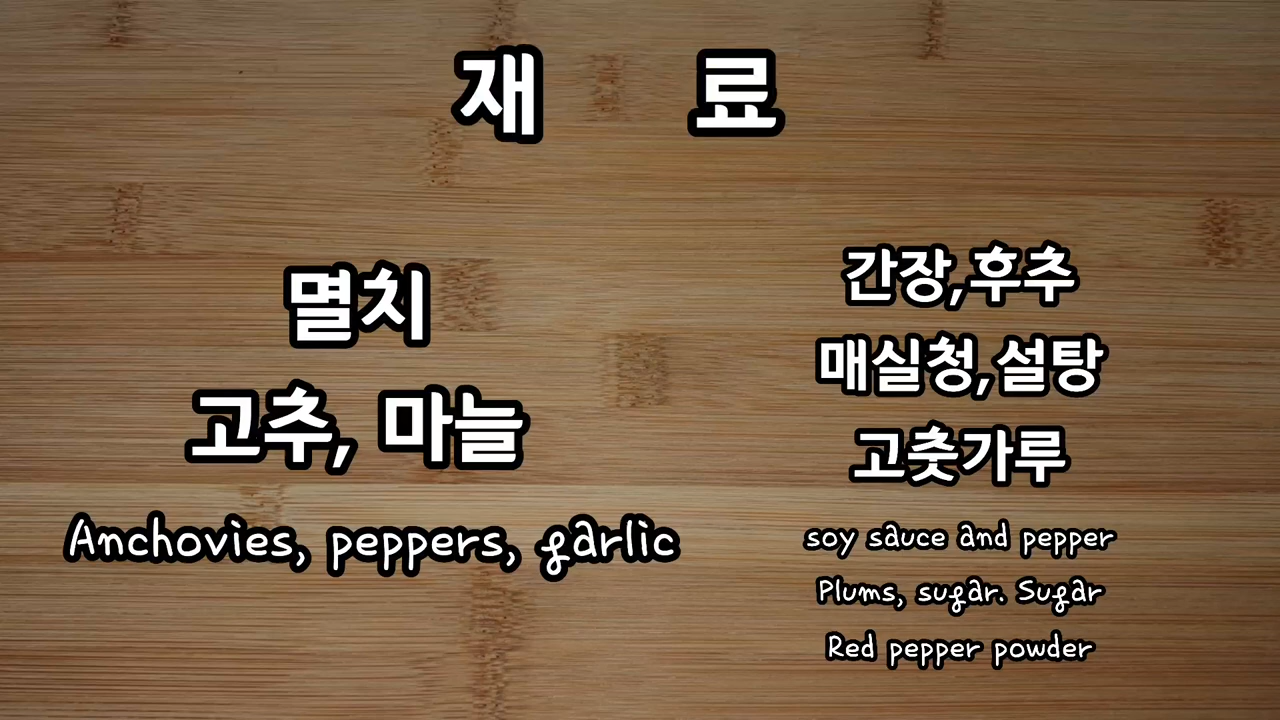 재 료
멸치
고추, 마늘
Anchovies, peppers, garlic
간장,후추
매실청,설탕
고춧가루
soy sauce and pepper
Plums, sugar. Sugar
Red pepper powder